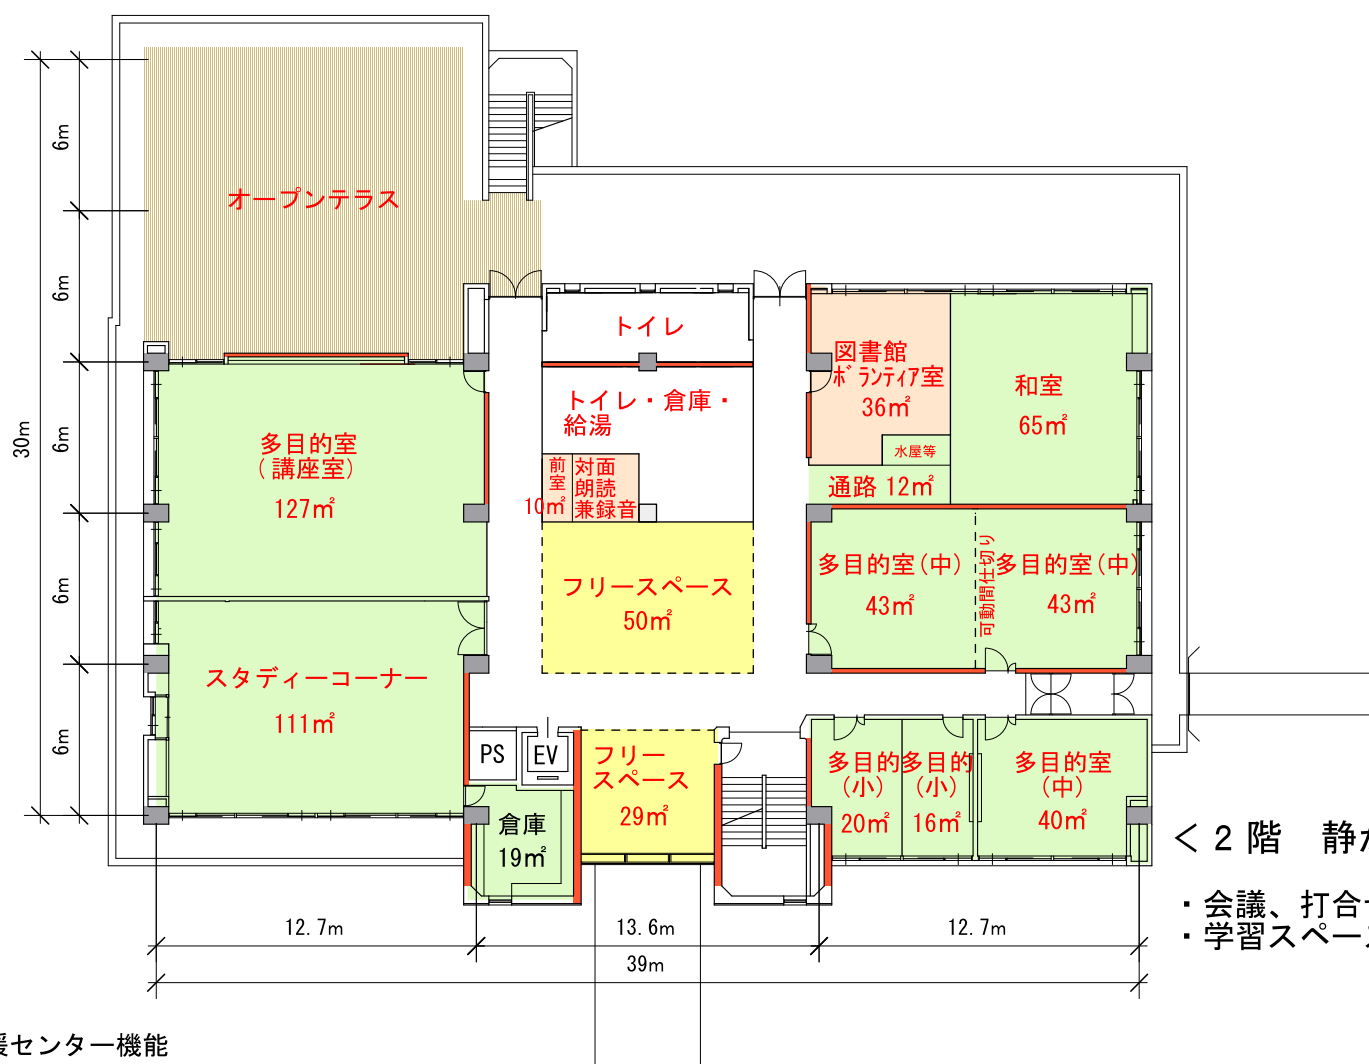 6m
オープンテラス
6m
トイレ
図書館
ボランティア室
36㎡
和室
65㎡
トイレ・倉庫・
給湯
30m
6m
多目的室
(講座室)
127㎡
水屋等
通路 12㎡
前室
10㎡
対面
朗読
兼録音
6m
フリースペース
50㎡
多目的室(中)
43㎡
可動間仕切り
多目的室(中)
43㎡
スタディーコーナー
111㎡
6m
PS
EV
フリー
スペース
29㎡
多目的
(小)
20㎡
多目的
(小)
16㎡
多目的室
(中)
40㎡
倉庫
19㎡
<2階 静
・会議、打合
・学習スペー
12.7m
13.6m
12.7m
39m
援センター機能